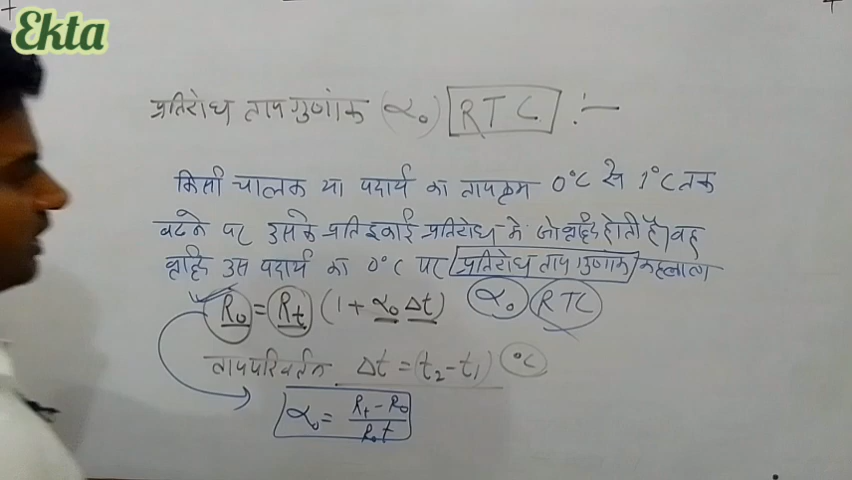 Ekta
प्रतिरोध ताप गुणांक (α₀) RTC :-
किसी चालक या पदार्थ का तापक्रम 0°C से 1°C तक
बढने पर उसके प्रति इकाई प्रतिरोध मे जो वृद्धि होती है। वह
वृद्धि उस पदार्थ का 0°C पर प्रतिरोध ताप गुणांक कहलाता
R₀ = Rt (1 + α₀ Δt) α₀ RTC
तापपरिवर्तन Δt = (t₂ - t₁) °C
α₀ = Rt - R₀ / R₀t